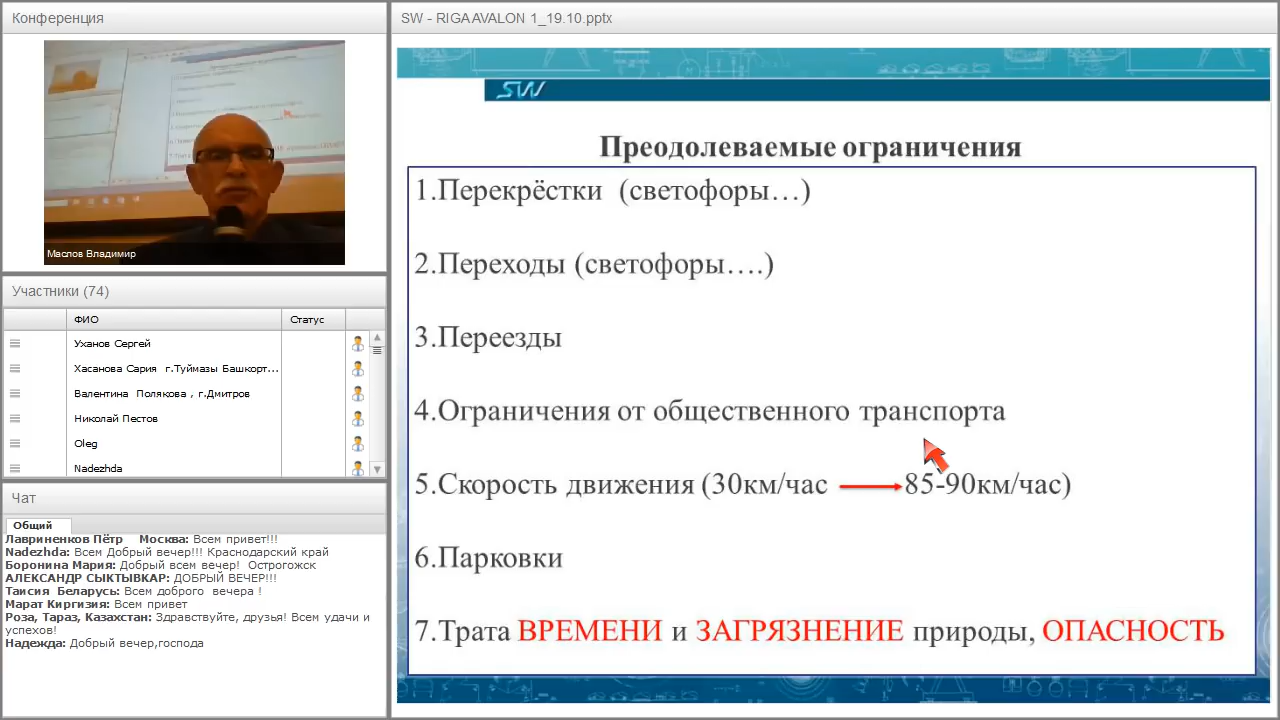 Конференция
Маслов Владимир
Участники (74)
ФИО
Статус
Уханов Сергей
Хасанова Сария г.Туймазы Башкорт...
Валентина Полякова , г.Дмитров
Николай Пестов
Oleg
Nadezhda
Чат
Общий
Лавриненков Пётр Москва: Всем привет!!!
Nadezhda: Всем Добрый вечер!!! Краснодарский край
Боронина Мария: Добрый всем вечер! Острогожск
АЛЕКСАНДР СЫКТЫВКАР: ДОБРЫЙ ВЕЧЕР!!!
Таисия Беларусь: Всем доброго вечера !
Марат Киргизия: Всем привет
Роза, Тараз, Казахстан: Здравствуйте, друзья! Всем удачи и
успехов!
Надежда: Добрый вечер,господа
SW - RIGAAVALON 1_19.10.pptx
SW
Преодолеваемые ограничения
1.Перекрёстки (светофоры…)
2.Переходы (светофоры….)
3.Переезды
4.Ограничения от общественного транспорта
5.Скорость движения (30км/час 85-90км/час)
6.Парковки
7.Трата ВРЕМЕНИ и ЗАГРЯЗНЕНИЕ природы, ОПАСНОСТЬ